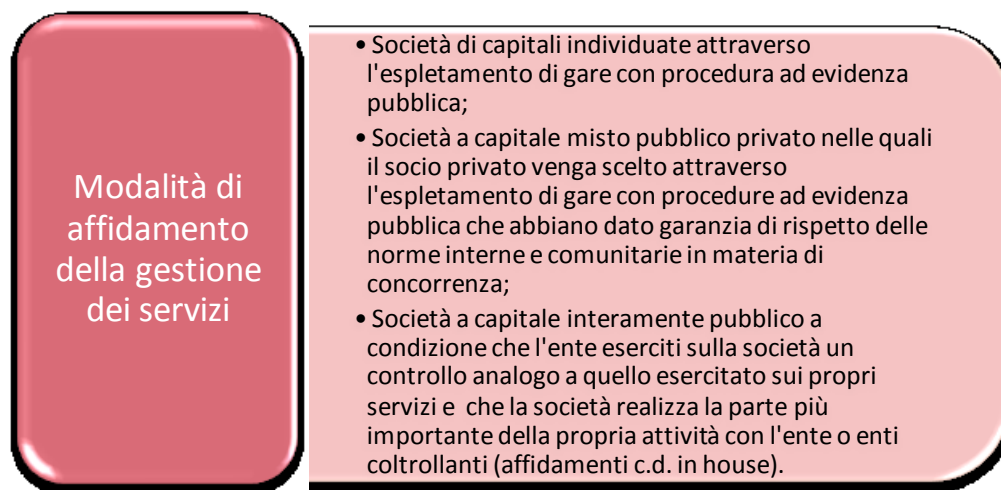 Modalità di
affidamento
della gestione
dei servizi
• Società di capitali individuate attraverso
l'espletamento di gare con procedura ad evidenza
pubblica;
• Società a capitale misto pubblico privato nelle quali
il socio privato venga scelto attraverso
l'espletamento di gare con procedure ad evidenza
pubblica che abbiano dato garanzia di rispetto delle
norme interne e comunitarie in materia di
concorrenza;
• Società a capitale interamente pubblico a
condizione che l'ente eserciti sulla società un
controllo analogo a quello esercitato sui propri
servizi e che la società realizza la parte più
importante della propria attività con l'ente o enti
coltrollanti (affidamenti c.d. in house).